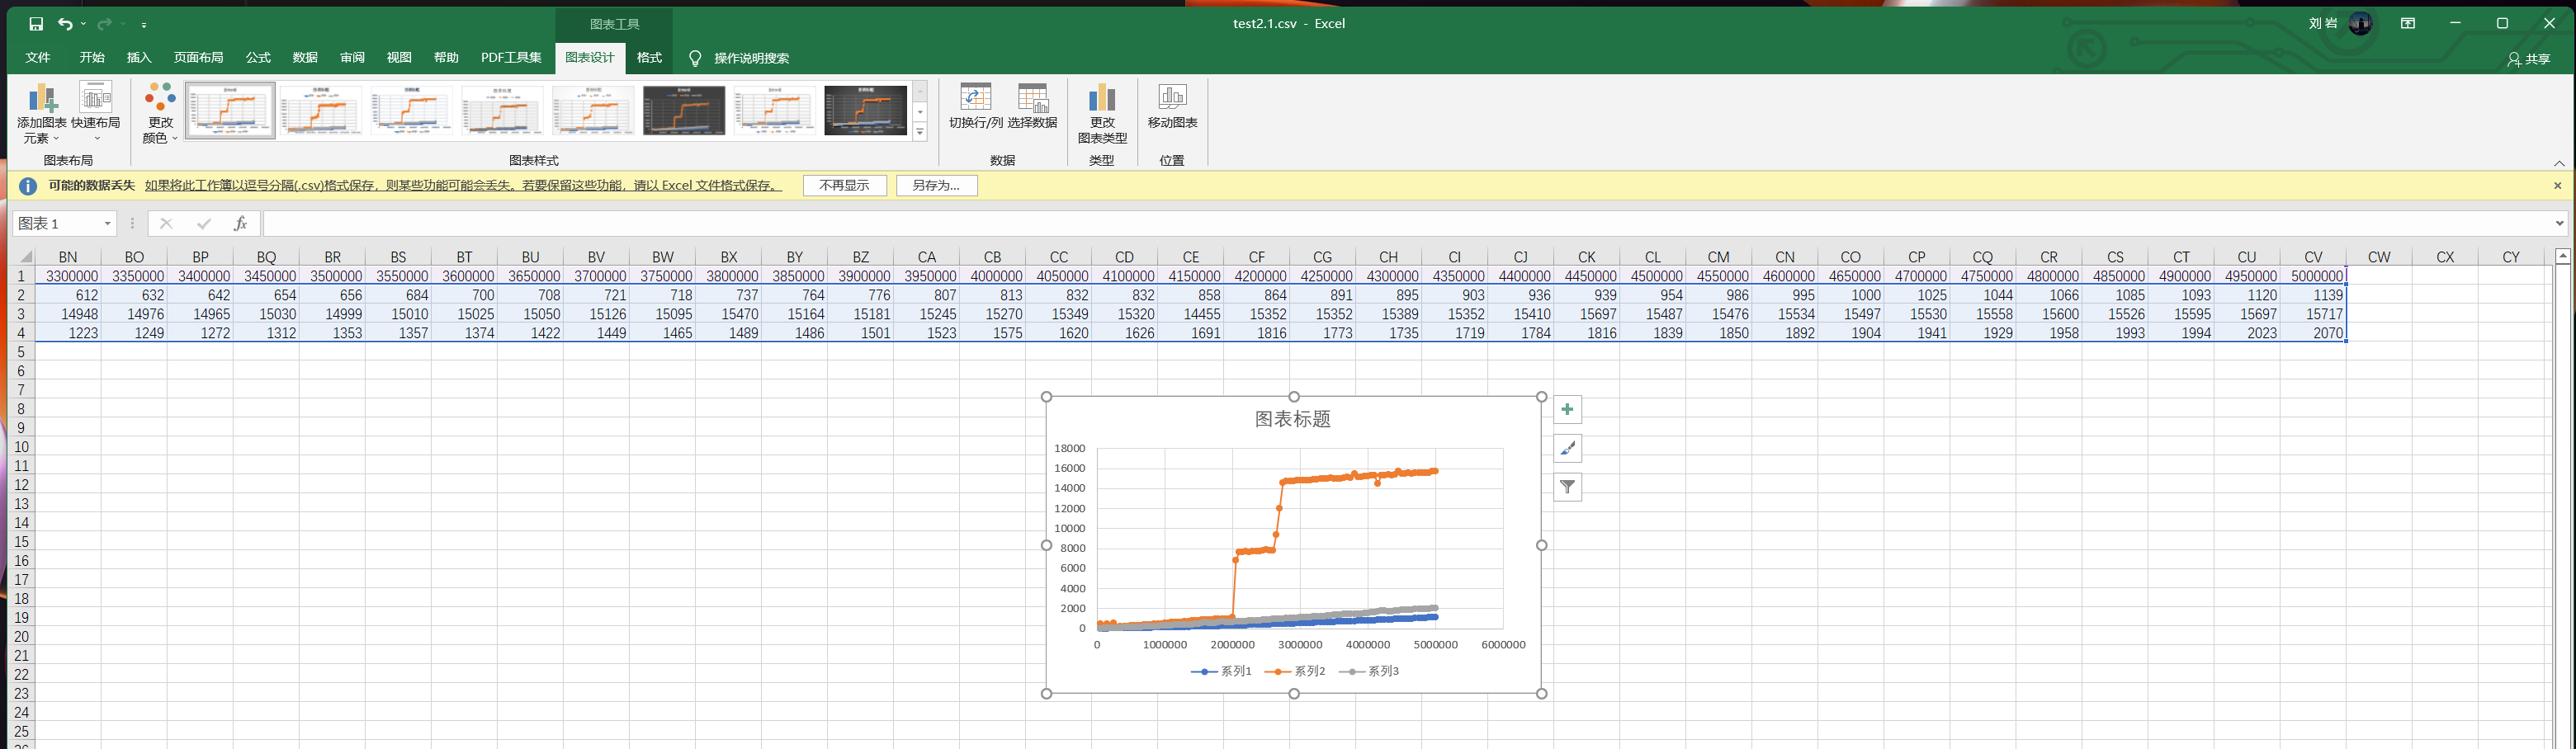 图表工具
test2.1.csv - Excel
刘 岩
文件 开始 插入 页面布局 公式 数据 审阅 视图 帮助 PDF工具集 图表设计 格式 操作说明搜索 共享
添加图表元素 快速布局 更改颜色 切换行/列 选择数据 更改图表类型 移动图表
图表布局 图表样式 数据 类型 位置
可能的数据丢失 如果将此工作簿以逗号分隔(.csv)格式保存，则某些功能可能会丢失。若要保留这些功能，请以 Excel 文件格式保存。 不再显示 另存为...
图表 1 fx
BN BO BP BQ BR BS BT BU BV BW BX BY BZ CA CB CC CD CE CF CG CH CI CJ CK CL CM CN CO CP CQ CR CS CT CU CV CW CX CY
1 3300000 3350000 3400000 3450000 3500000 3550000 3600000 3650000 3700000 3750000 3800000 3850000 3900000 3950000 4000000 4050000 4100000 4150000 4200000 4250000 4300000 4350000 4400000 4450000 4500000 4550000 4600000 4650000 4700000 4750000 4800000 4850000 4900000 4950000 5000000
2 612 632 642 654 656 684 700 708 721 718 737 764 776 807 813 832 832 858 864 891 895 903 936 939 954 986 995 1000 1025 1044 1066 1085 1093 1120 1139
3 14948 14976 14965 15030 14999 15010 15025 15050 15126 15095 15470 15164 15181 15245 15270 15349 15320 14455 15352 15352 15389 15352 15410 15697 15487 15476 15534 15497 15530 15558 15600 15526 15595 15697 15717
4 1223 1249 1272 1312 1353 1357 1374 1422 1449 1465 1489 1486 1501 1523 1575 1620 1626 1691 1816 1773 1735 1719 1784 1816 1839 1850 1892 1904 1941 1929 1958 1993 1994 2023 2070
5
6
7
8
9
10
11
12
13
14
15
16
17
18
19
20
21
22
23
24
25
图表标题
18000
16000
14000
12000
10000
8000
6000
4000
2000
0
0 1000000 2000000 3000000 4000000 5000000 6000000
系列1 系列2 系列3